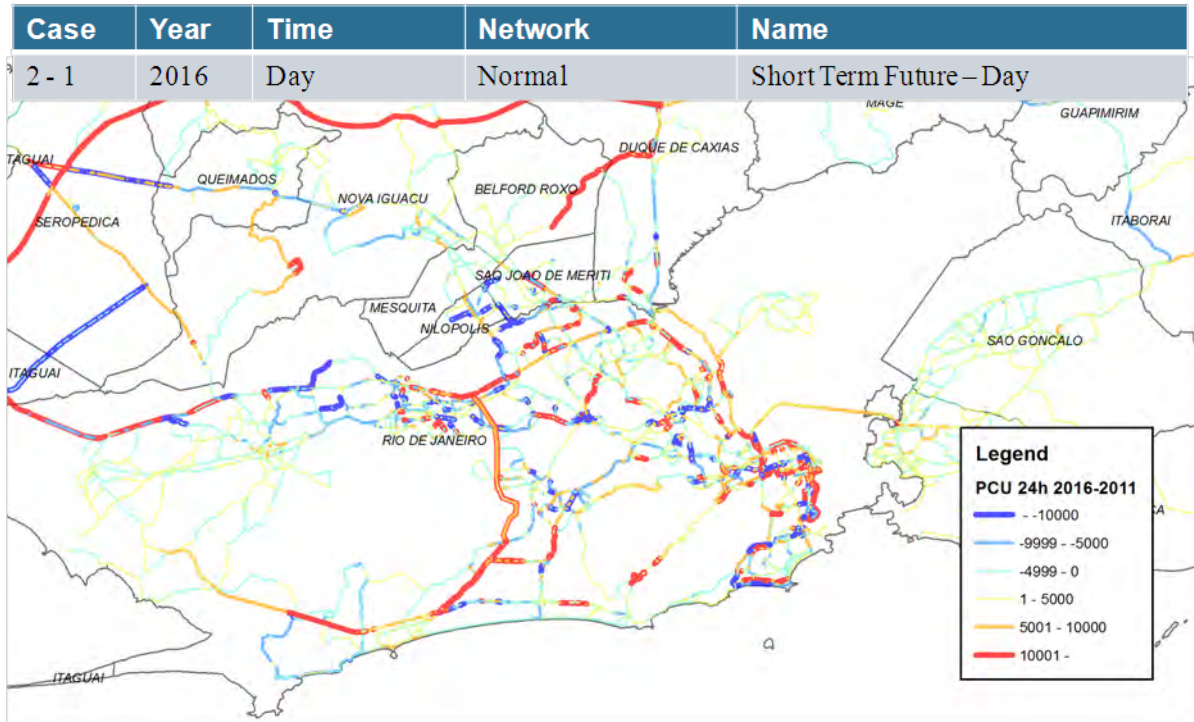 Case Year Time Network Name
2 - 1 2016 Day Normal Short Term Future – Day
MAGE
GUAPIMIRIM
DUQUE DE CAXIAS
ITAGUAI
QUEIMADOS
BELFORD ROXO
NOVA IGUACU
SEROPEDICA
ITABORAI
SAO JOAO DE MERITI
MESQUITA
NILOPOLIS
SAO GONCALO
ITAGUAI
RIO DE JANEIRO
Legend
PCU 24h 2016-2011
- -10000
-9999 - -5000
-4999 - 0
1 - 5000
5001 - 10000
10001 -
ITAGUAI